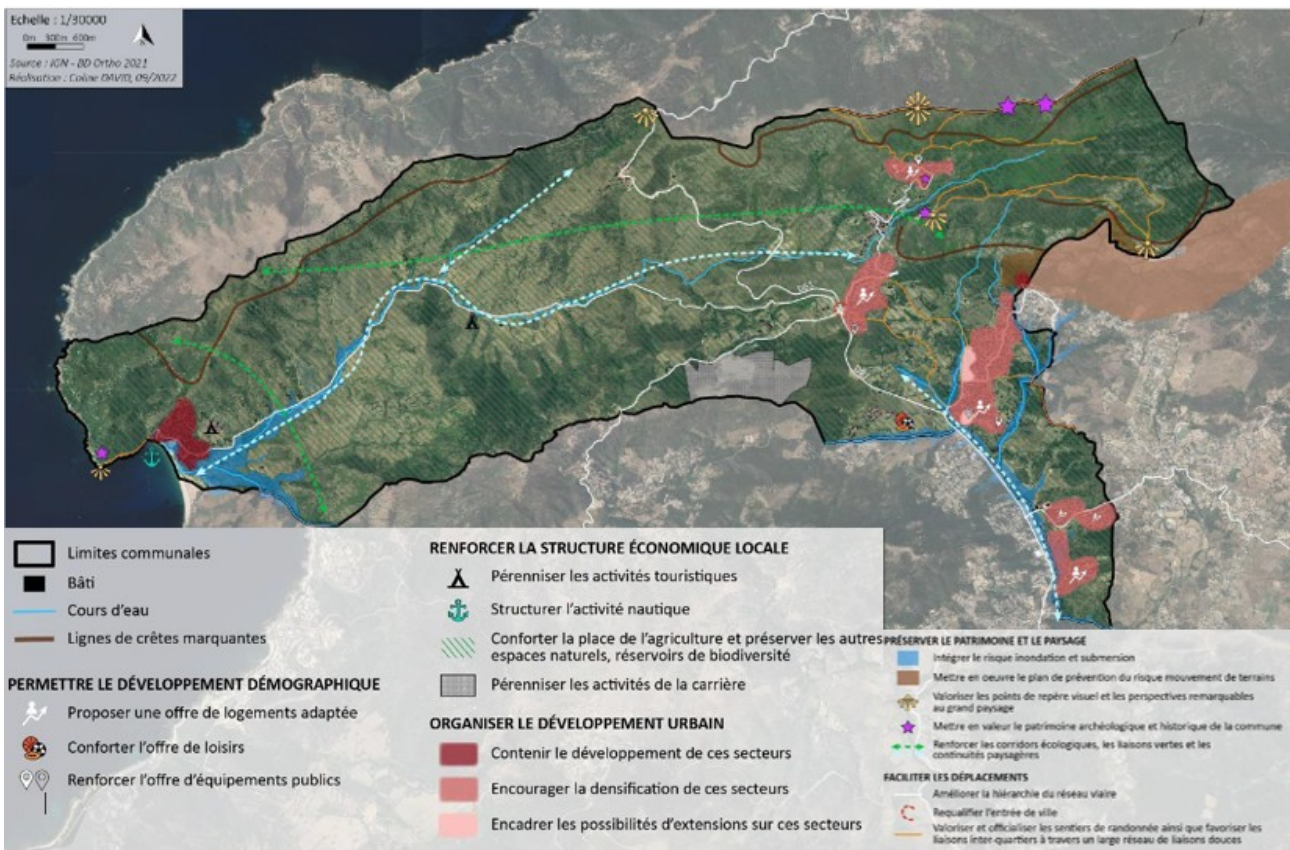 Echelle : 1/30000
0m 300m 600m
Source : IGN - BD Ortho 2021
Réalisation : Coline DAVID, 09/2022
Limites communales
Bâti
Cours d'eau
Lignes de crêtes marquantes
PERMETTRE LE DÉVELOPPEMENT DÉMOGRAPHIQUE
Proposer une offre de logements adaptée
Conforter l'offre de loisirs
Renforcer l'offre d'équipements publics
RENFORCER LA STRUCTURE ÉCONOMIQUE LOCALE
Pérenniser les activités touristiques
Structurer l'activité nautique
Conforter la place de l'agriculture et préserver les autres
espaces naturels, réservoirs de biodiversité
Pérenniser les activités de la carrière
ORGANISER LE DÉVELOPPEMENT URBAIN
Contenir le développement de ces secteurs
Encourager la densification de ces secteurs
Encadrer les possibilités d'extensions sur ces secteurs
PRÉSERVER LE PATRIMOINE ET LE PAYSAGE
Intégrer le risque inondation et submersion
Mettre en oeuvre le plan de prévention du risque mouvement de terrains
Valoriser les points de repère visuel et les perspectives remarquables
au grand paysage
Mettre en valeur le patrimoine archéologique et historique de la commune
Renforcer les corridors écologiques, les liaisons vertes et les
continuités paysagères
FACILITER LES DÉPLACEMENTS
Améliorer la hiérarchie du réseau viaire
Requalifier l'entrée de ville
Valoriser et officialiser les sentiers de randonnée ainsi que favoriser les
liaisons inter-quartiers à travers un large réseau de liaisons douces